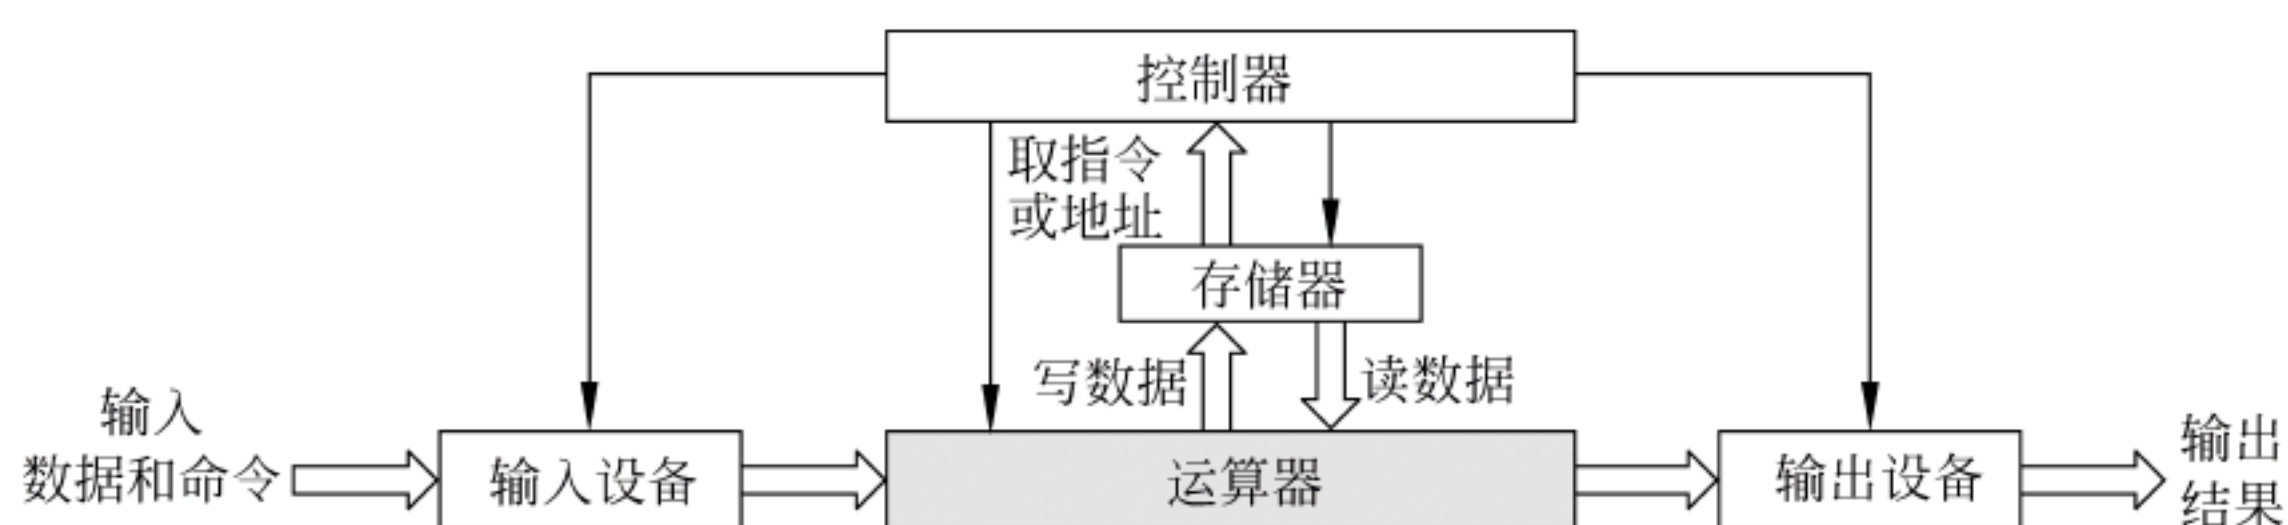 控制器
取指令
或地址
存储器
写数据
读数据
输入
数据和命令
输入设备
运算器
输出设备
输出
结果